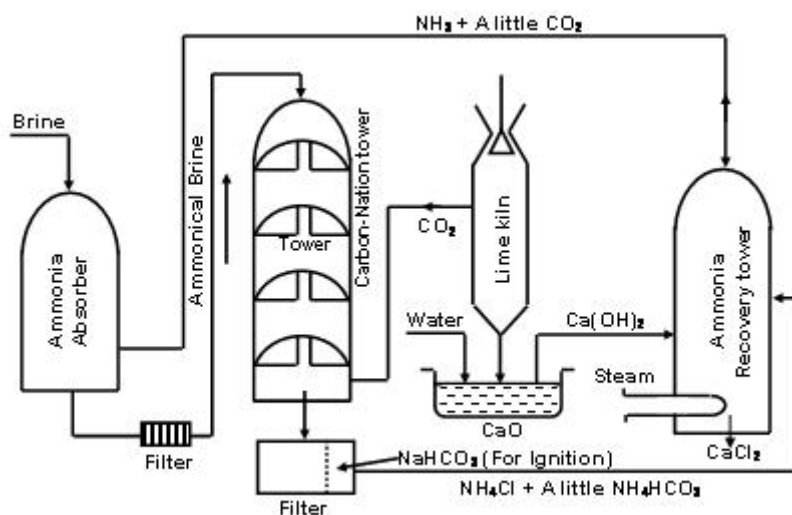 NH₃ + A little CO₂
Brine
Ammonia
Absorber
Filter
Ammonical Brine
Tower
Carbon-Nation tower
CO₂
Lime kiln
Water
CaO
Ca(OH)₂
Ammonia
Recovery tower
Steam
CaCl₂
NaHCO₃ (For Ignition)
Filter
NH₄Cl + A little NH₄HCO₃